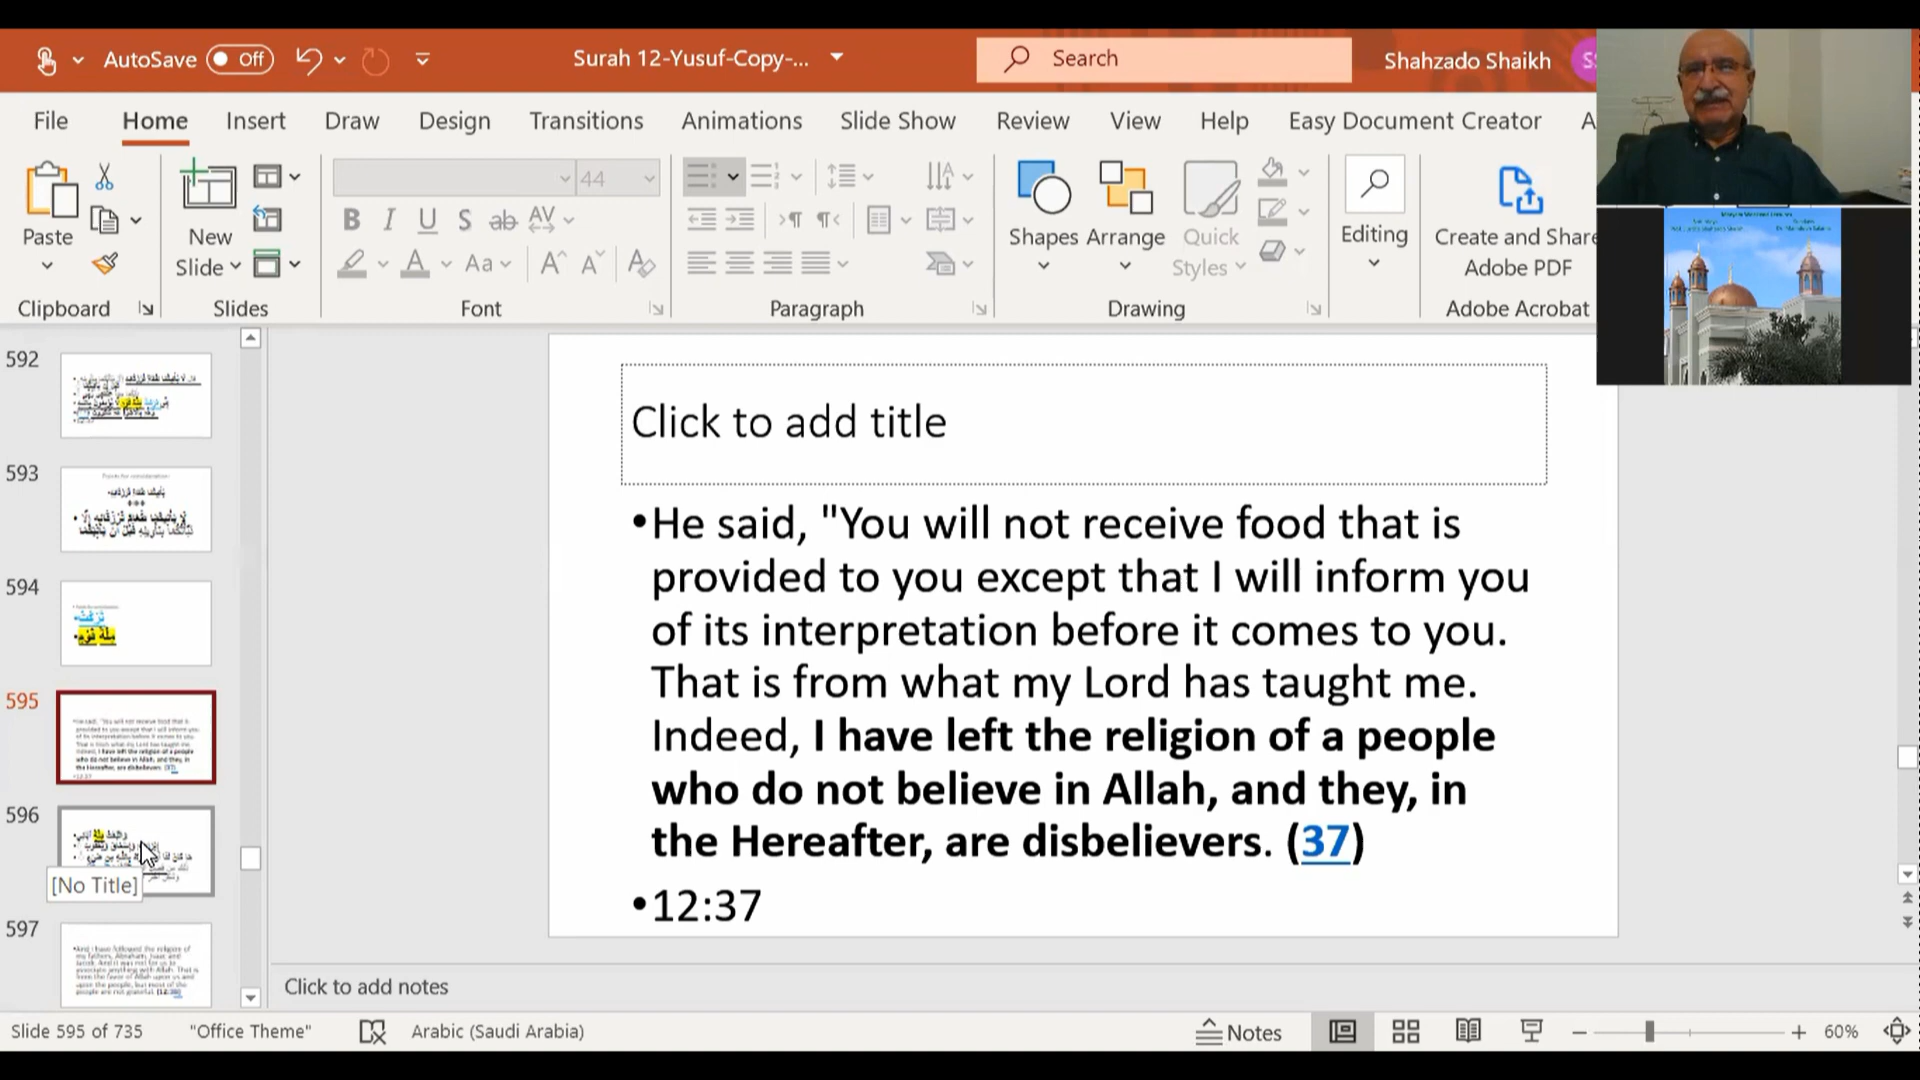 AutoSave Off
Surah 12-Yusuf-Copy-...
Search
Shahzado Shaikh
File Home Insert Draw Design Transitions Animations Slide Show Review View Help Easy Document Creator A
Paste
New
Slide
44
Shapes
Arrange
Quick
Styles
Editing
Create and Share
Adobe PDF
Clipboard
Slides
Font
Paragraph
Drawing
Adobe Acrobat
592
593
594
595
596
[No Title]
597
Click to add title
•He said, "You will not receive food that is
provided to you except that I will inform you
of its interpretation before it comes to you.
That is from what my Lord has taught me.
Indeed, I have left the religion of a people
who do not believe in Allah, and they, in
the Hereafter, are disbelievers. (37)
•12:37
Click to add notes
Slide 595 of 735
"Office Theme"
Arabic (Saudi Arabia)
Notes
60%